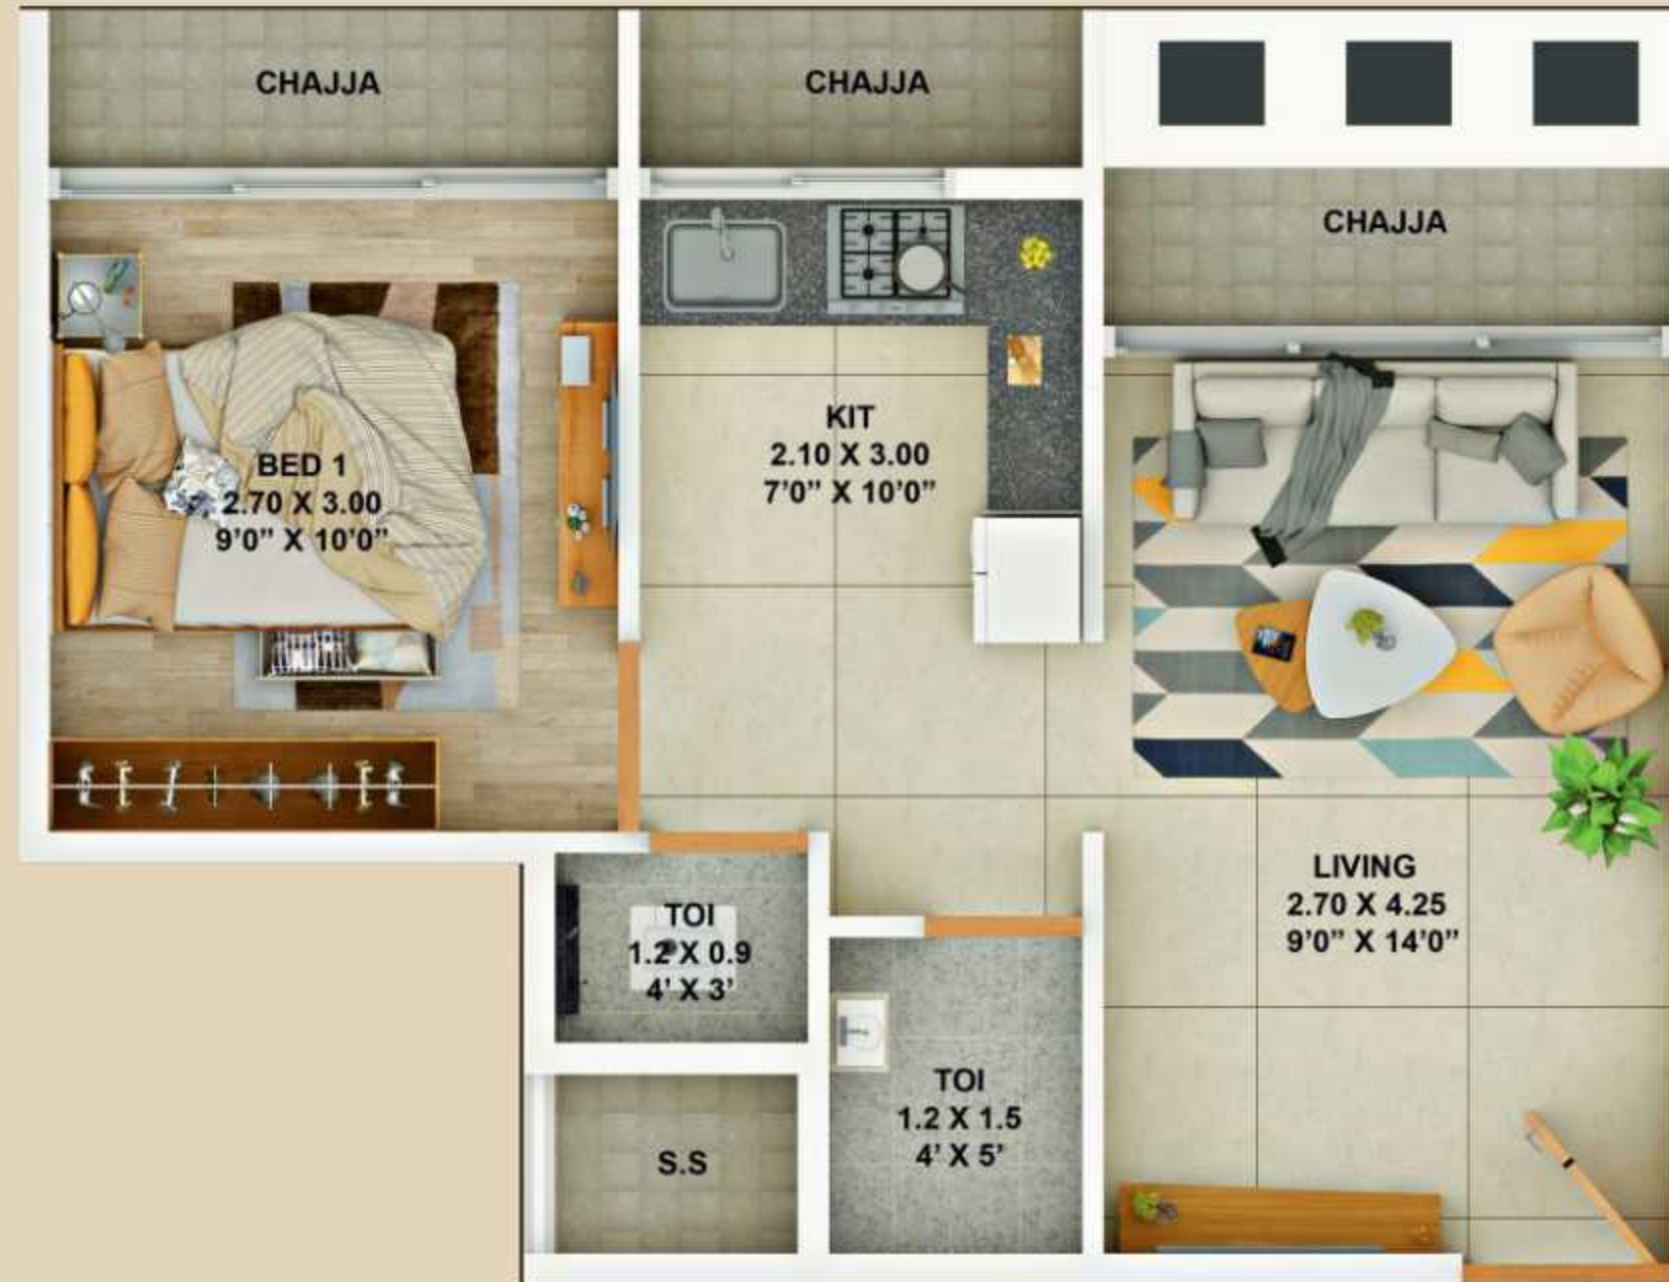 CHAJJA
CHAJJA
CHAJJA
BED 1
2.70 X 3.00
9’0” X 10’0”
KIT
2.10 X 3.00
7’0” X 10’0”
LIVING
2.70 X 4.25
9’0” X 14’0”
TOI
1.2 X 0.9
4’ X 3’
TOI
1.2 X 1.5
4’ X 5’
S.S